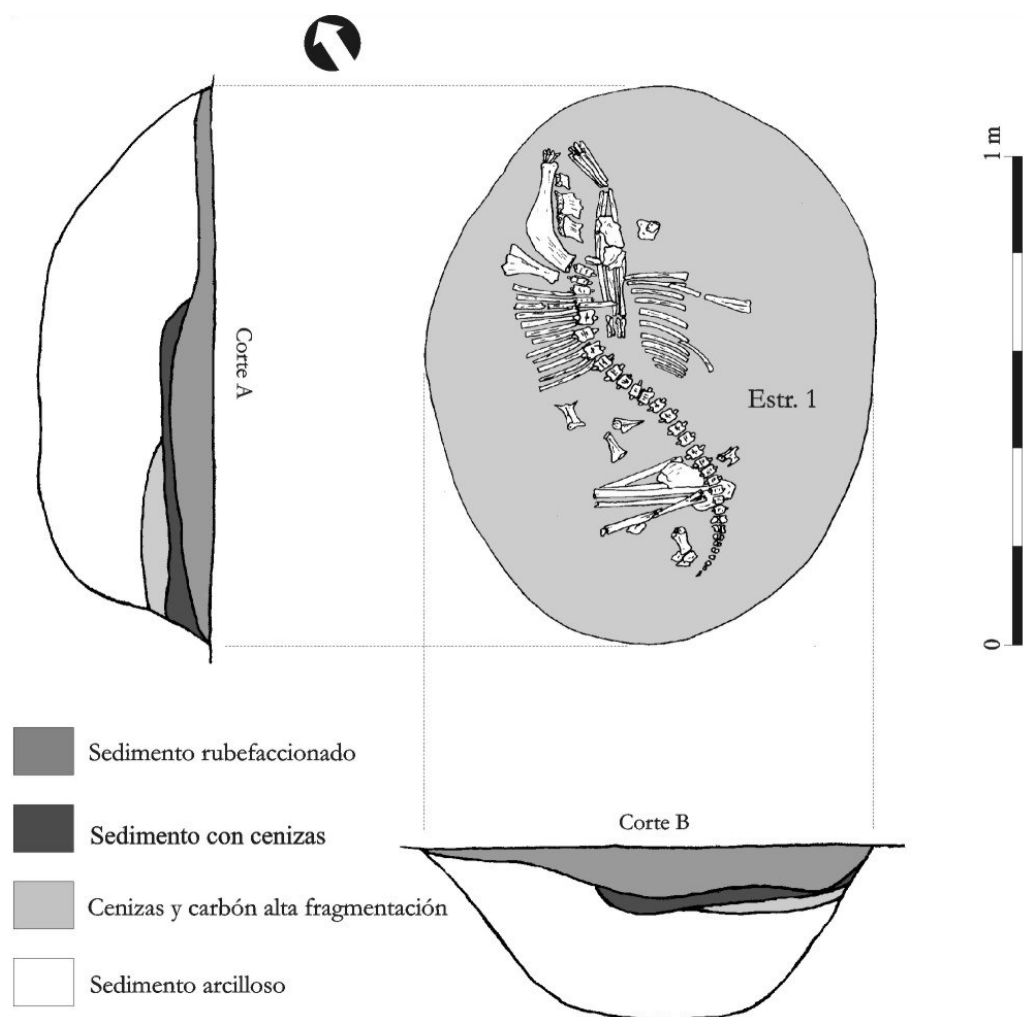 1 m
Corte A
Estr. 1
0
Sedimento rubefaccionado
Corte B
Sedimento con cenizas
Cenizas y carbón alta fragmentación
Sedimento arcilloso